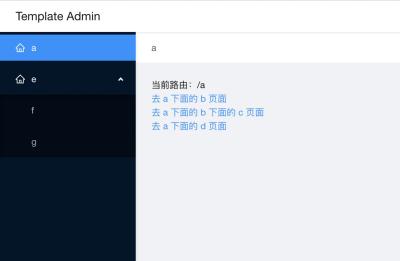 Template Admin
a
a
e
当前路由：/a
去 a 下面的 b 页面
去 a 下面的 b 下面的 c 页面
去 a 下面的 d 页面
f
g